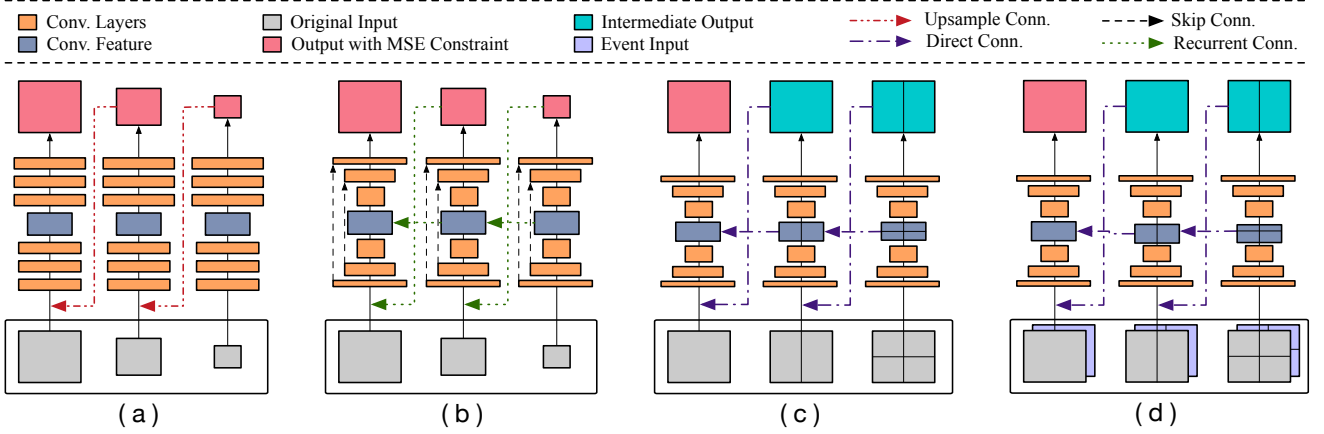 Conv. Layers Original Input Intermediate Output Upsample Conn. Skip Conn.
Conv. Feature Output with MSE Constraint Event Input Direct Conn. Recurrent Conn.
(a) (b) (c) (d)